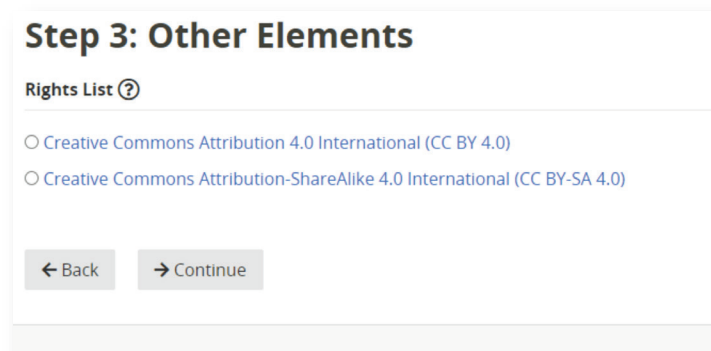 Step 3: Other Elements
Rights List ?
Creative Commons Attribution 4.0 International (CC BY 4.0)
Creative Commons Attribution-ShareAlike 4.0 International (CC BY-SA 4.0)
← Back → Continue